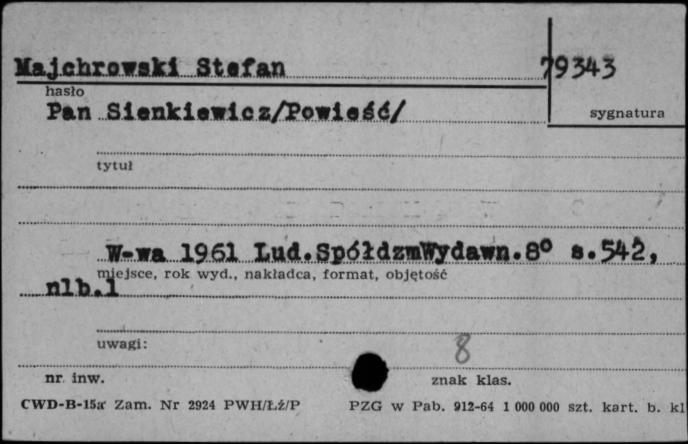 Majchrowski Stefan 79343
hasło
sygnatura
Pan Sienkiewicz/Powieść/
tytuł
W-wa 1961 Lud.SpółdzmWydawn.8° s.542,
miejsce, rok wyd., nakładca, format, objętość
nlb.1
uwagi:
8
nr inw. znak klas.
CWD-B-15a Zam. Nr 2924 PWH/Łź/P PZG w Pab. 912-64 1 000 000 szt. kart. b. kl